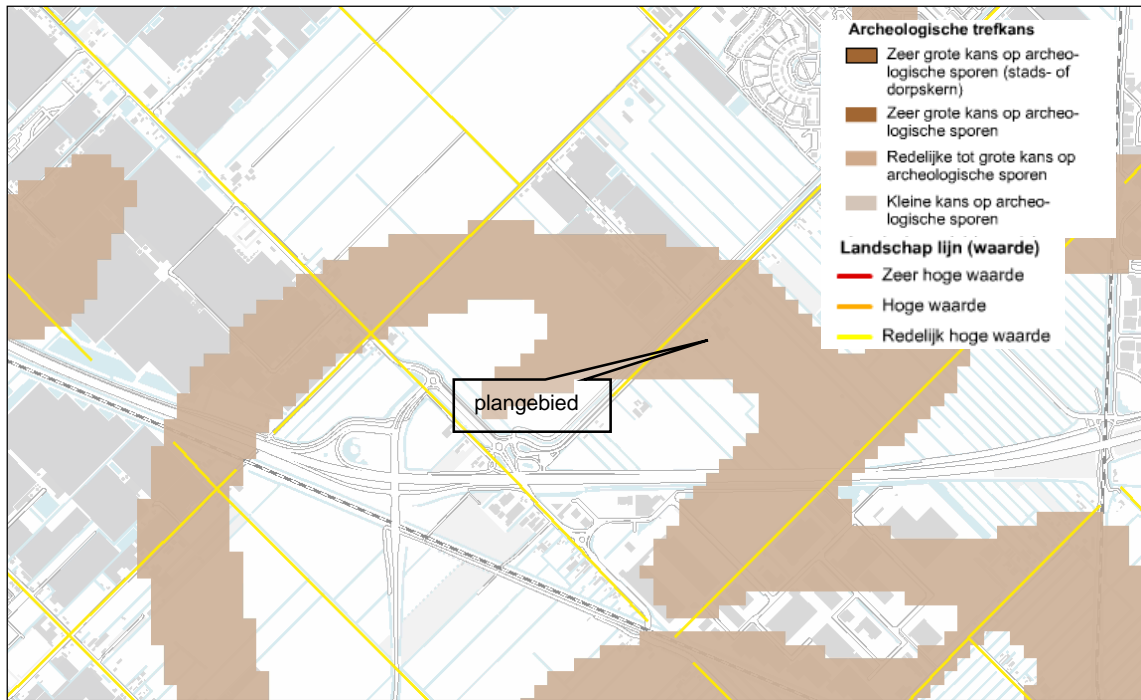 Archeologische trefkans
Zeer grote kans op archeo-
logische sporen (stads- of
dorpskern)
Zeer grote kans op archeo-
logische sporen
Redelijke tot grote kans op
archeologische sporen
Kleine kans op archeo-
logische sporen
Landschap lijn (waarde)
Zeer hoge waarde
Hoge waarde
Redelijk hoge waarde
plangebied